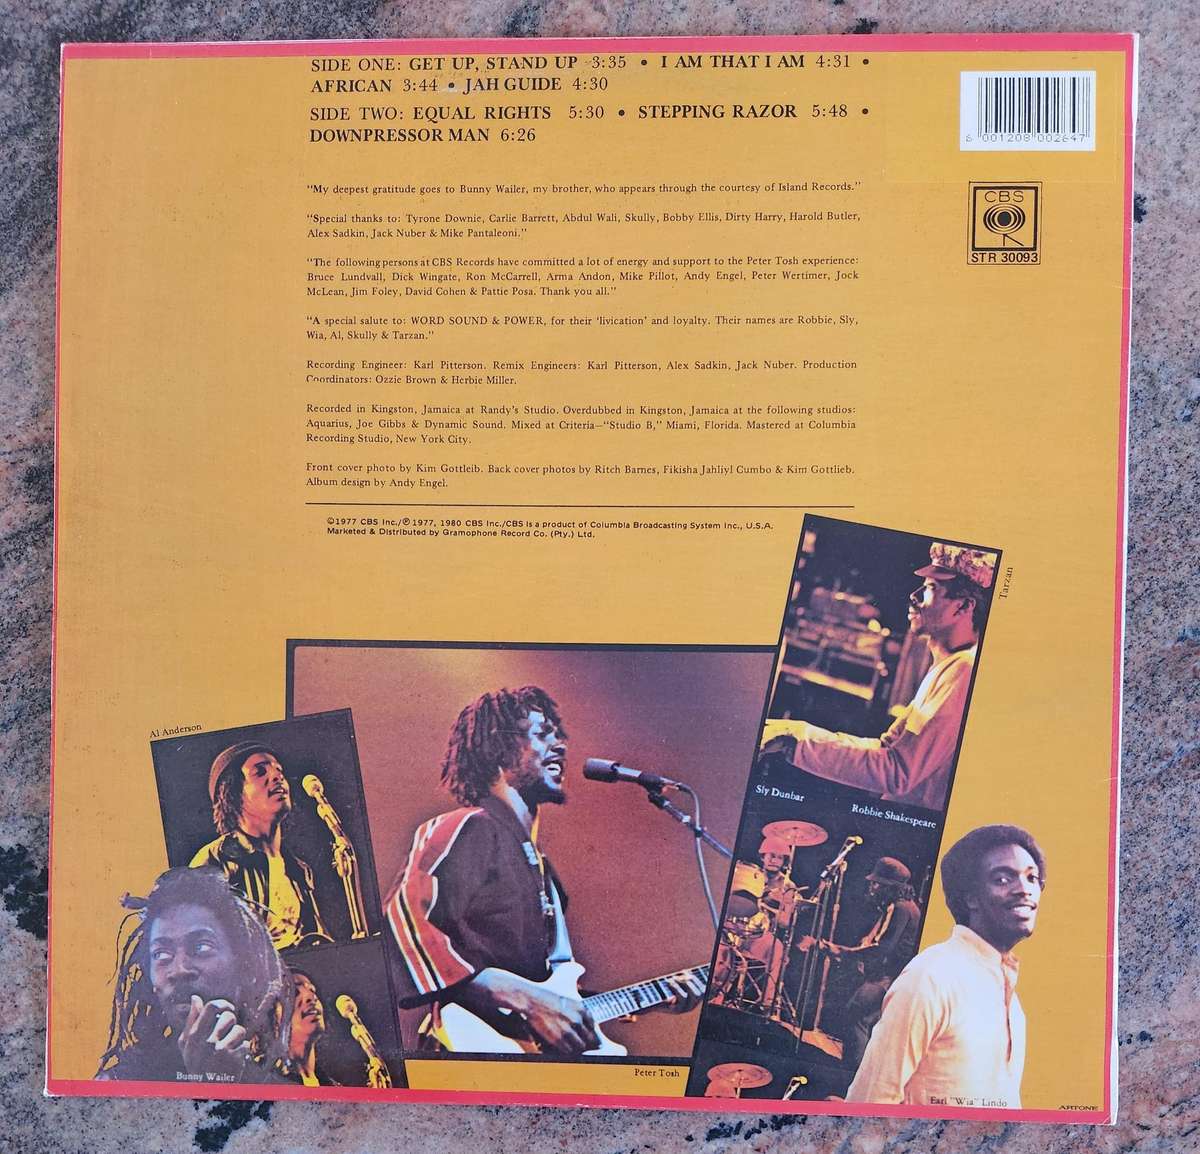 SIDE ONE: GET UP, STAND UP 3:35 • I AM THAT I AM 4:31 •
AFRICAN 3:44 • JAH GUIDE 4:30
SIDE TWO: EQUAL RIGHTS 5:30 • STEPPING RAZOR 5:48 •
DOWNPRESSOR MAN 6:26
6 001208 002647
CBS
STR 30093
"My deepest gratitude goes to Bunny Wailer, my brother, who appears through the courtesy of Island Records."
"Special thanks to: Tyrone Downie, Carlie Barrett, Abdul Wali, Skully, Bobby Ellis, Dirty Harry, Harold Butler,
Alex Sadkin, Jack Nuber & Mike Pantaleoni."
"The following persons at CBS Records have committed a lot of energy and support to the Peter Tosh experience:
Bruce Lundvall, Dick Wingate, Ron McCarrell, Arma Andon, Mike Pillot, Andy Engel, Peter Wertimer, Jock
McLean, Jim Foley, David Cohen & Pattie Posa. Thank you all."
"A special salute to: WORD SOUND & POWER, for their 'livication' and loyalty. Their names are Robbie, Sly,
Wia, Al, Skully & Tarzan."
Recording Engineer: Karl Pitterson. Remix Engineers: Karl Pitterson, Alex Sadkin, Jack Nuber. Production
Coordinators: Ozzie Brown & Herbie Miller.
Recorded in Kingston, Jamaica at Randy's Studio. Overdubbed in Kingston, Jamaica at the following studios:
Aquarius, Joe Gibbs & Dynamic Sound. Mixed at Criteria—"Studio B," Miami, Florida. Mastered at Columbia
Recording Studio, New York City.
Front cover photo by Kim Gottleib. Back cover photos by Ritch Barnes, Fikisha Jahliyl Cumbo & Kim Gottlieb.
Album design by Andy Engel.
©1977 CBS Inc./℗ 1977, 1980 CBS Inc./CBS is a product of Columbia Broadcasting System Inc., U.S.A.
Marketed & Distributed by Gramophone Record Co. (Pty.) Ltd.
Tarzan
Al Anderson
Sly Dunbar
Robbie Shakespeare
Bunny Wailer
Peter Tosh
Earl "Wia" Lindo
ARTONE